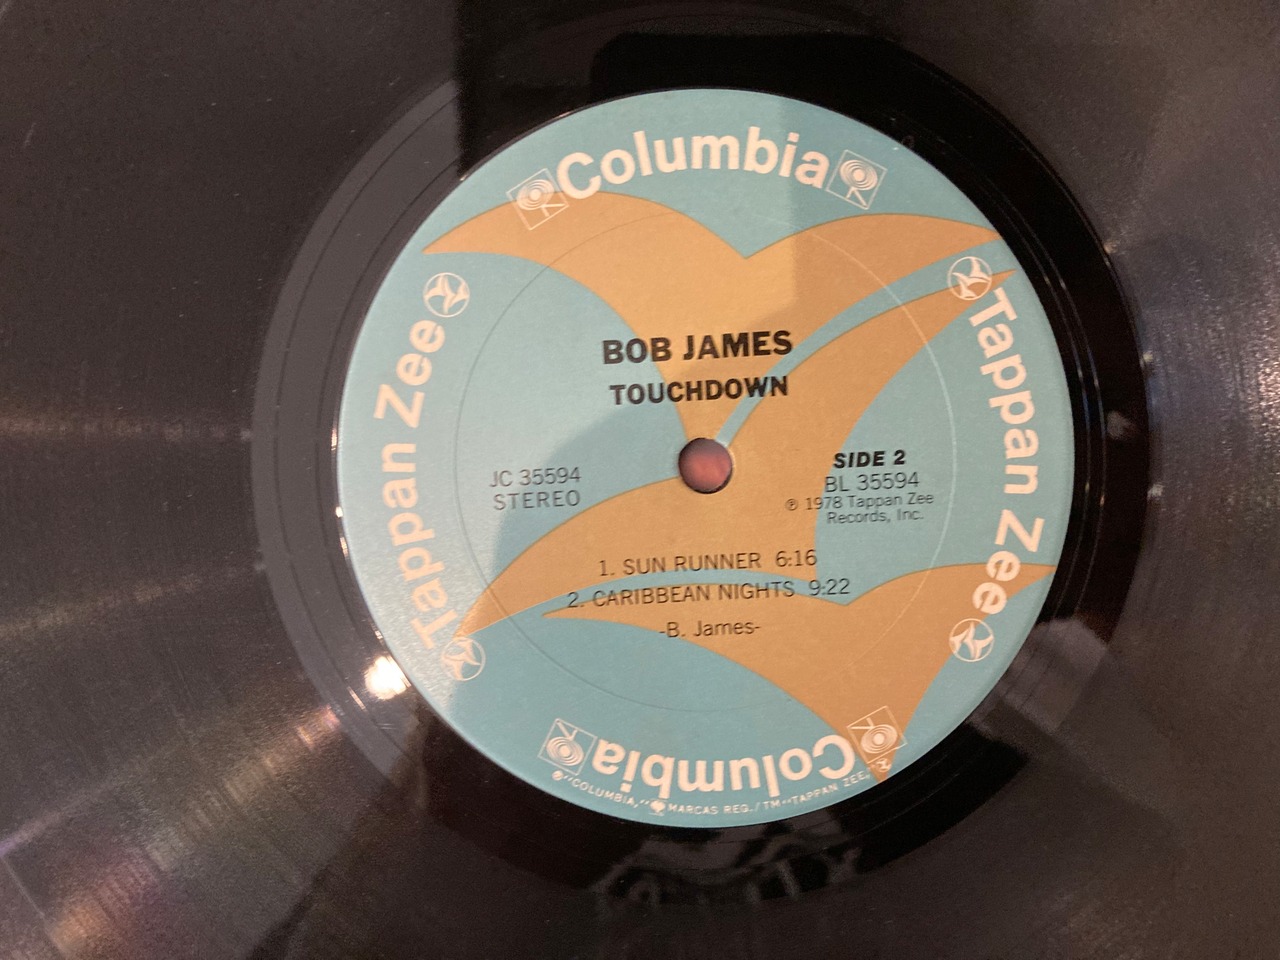 Columbia
Tappan Zee
Tappan Zee
BOB JAMES
TOUCHDOWN
JC 35594
STEREO
SIDE 2
BL 35594
℗ 1978 Tappan Zee
Records, Inc.
1. SUN RUNNER 6:16
2. CARIBBEAN NIGHTS 9:22
-B. James-
Columbia
®"COLUMBIA," MARCAS REG./TM "TAPPAN ZEE."